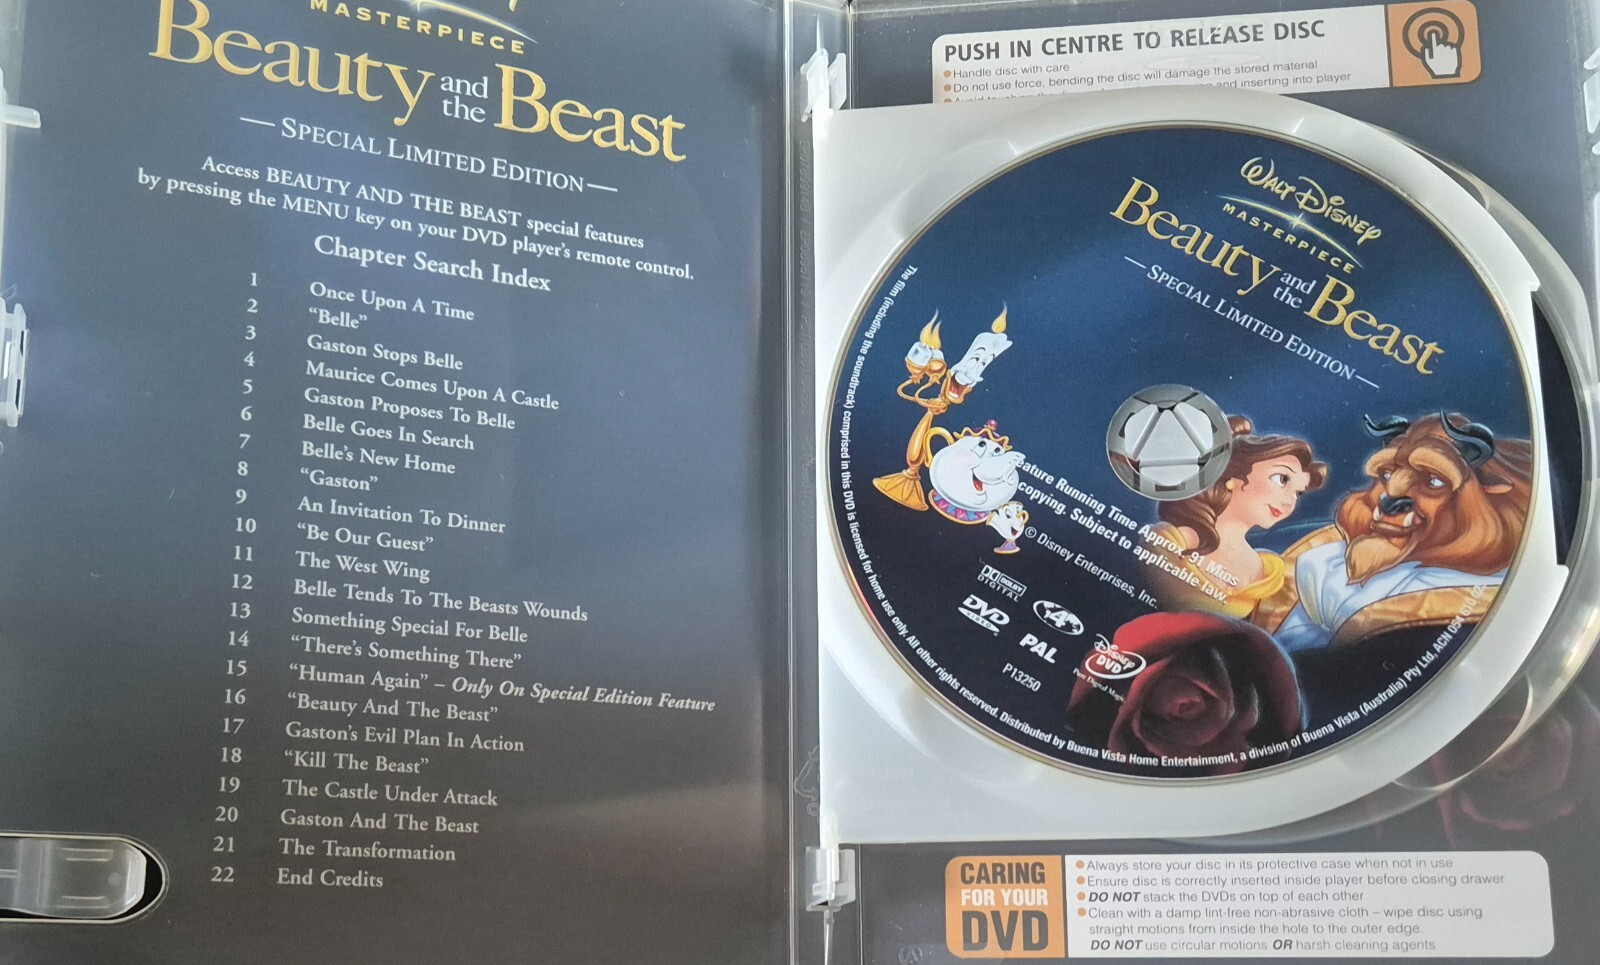 MASTERPIECE
Beauty and the Beast
— SPECIAL LIMITED EDITION —
Access BEAUTY AND THE BEAST special features
by pressing the MENU key on your DVD player's remote control.
Chapter Search Index
1 Once Upon A Time
2 “Belle”
3 Gaston Stops Belle
4 Maurice Comes Upon A Castle
5 Gaston Proposes To Belle
6 Belle Goes In Search
7 Belle's New Home
8 “Gaston”
9 An Invitation To Dinner
10 “Be Our Guest”
11 The West Wing
12 Belle Tends To The Beasts Wounds
13 Something Special For Belle
14 “There's Something There”
15 “Human Again” – Only On Special Edition Feature
16 “Beauty And The Beast”
17 Gaston's Evil Plan In Action
18 “Kill The Beast”
19 The Castle Under Attack
20 Gaston And The Beast
21 The Transformation
22 End Credits
PUSH IN CENTRE TO RELEASE DISC
Handle disc with care
Do not use force, bending the disc will damage the stored material
and inserting into player
WALT DISNEY
MASTERPIECE
Beauty and the Beast
— SPECIAL LIMITED EDITION —
eature Running Time Approx. 91 Mins
copying. Subject to applicable law.
© Disney Enterprises, Inc.
DOLBY
DIGITAL
DVD
VIDEO
4
PAL
P13250
Disney
DVD
Pure Digital Magic
The film (including the soundtrack) comprised in this DVD is licensed for home use only. All other rights reserved. Distributed by Buena Vista Home Entertainment, a division of Buena Vista (Australia) Pty Ltd, ACN 054 610
CARING
FOR YOUR
DVD
Always store your disc in its protective case when not in use
Ensure disc is correctly inserted inside player before closing drawer
DO NOT stack the DVDs on top of each other
Clean with a damp lint-free non-abrasive cloth – wipe disc using
straight motions from inside the hole to the outer edge.
DO NOT use circular motions OR harsh cleaning agents